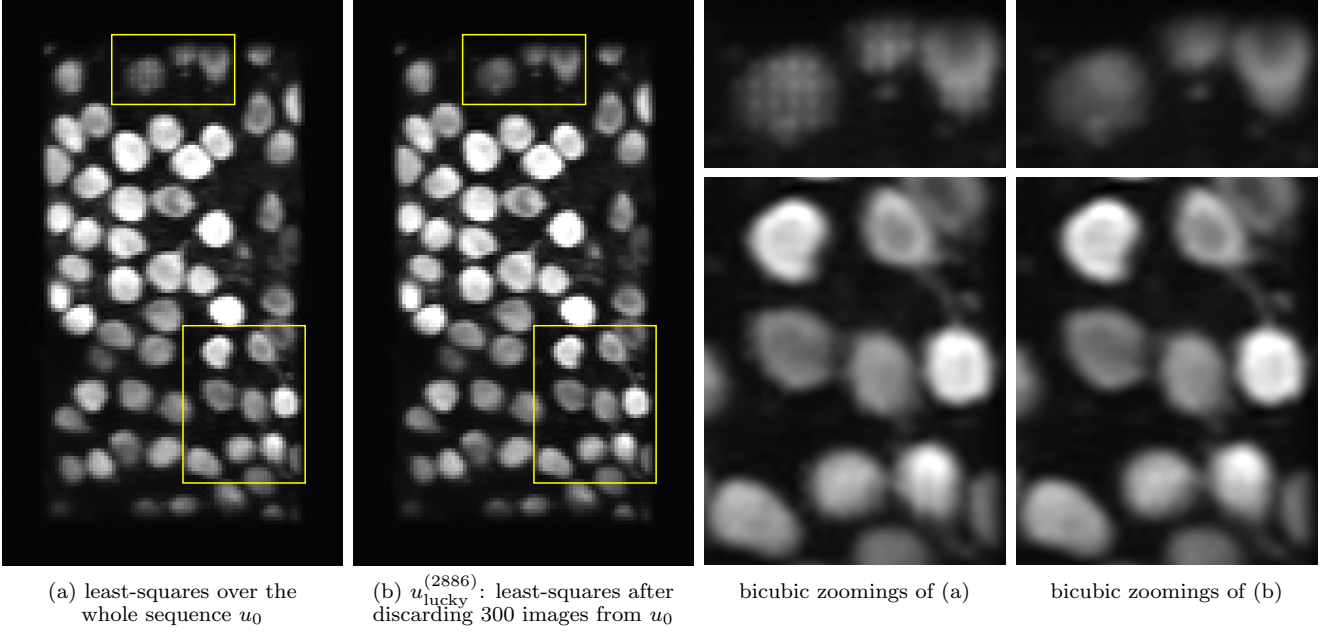 (a) least-squares over the
whole sequence u₀
(b) u_lucky^(2886): least-squares after
discarding 300 images from u₀
bicubic zoomings of (a)
bicubic zoomings of (b)